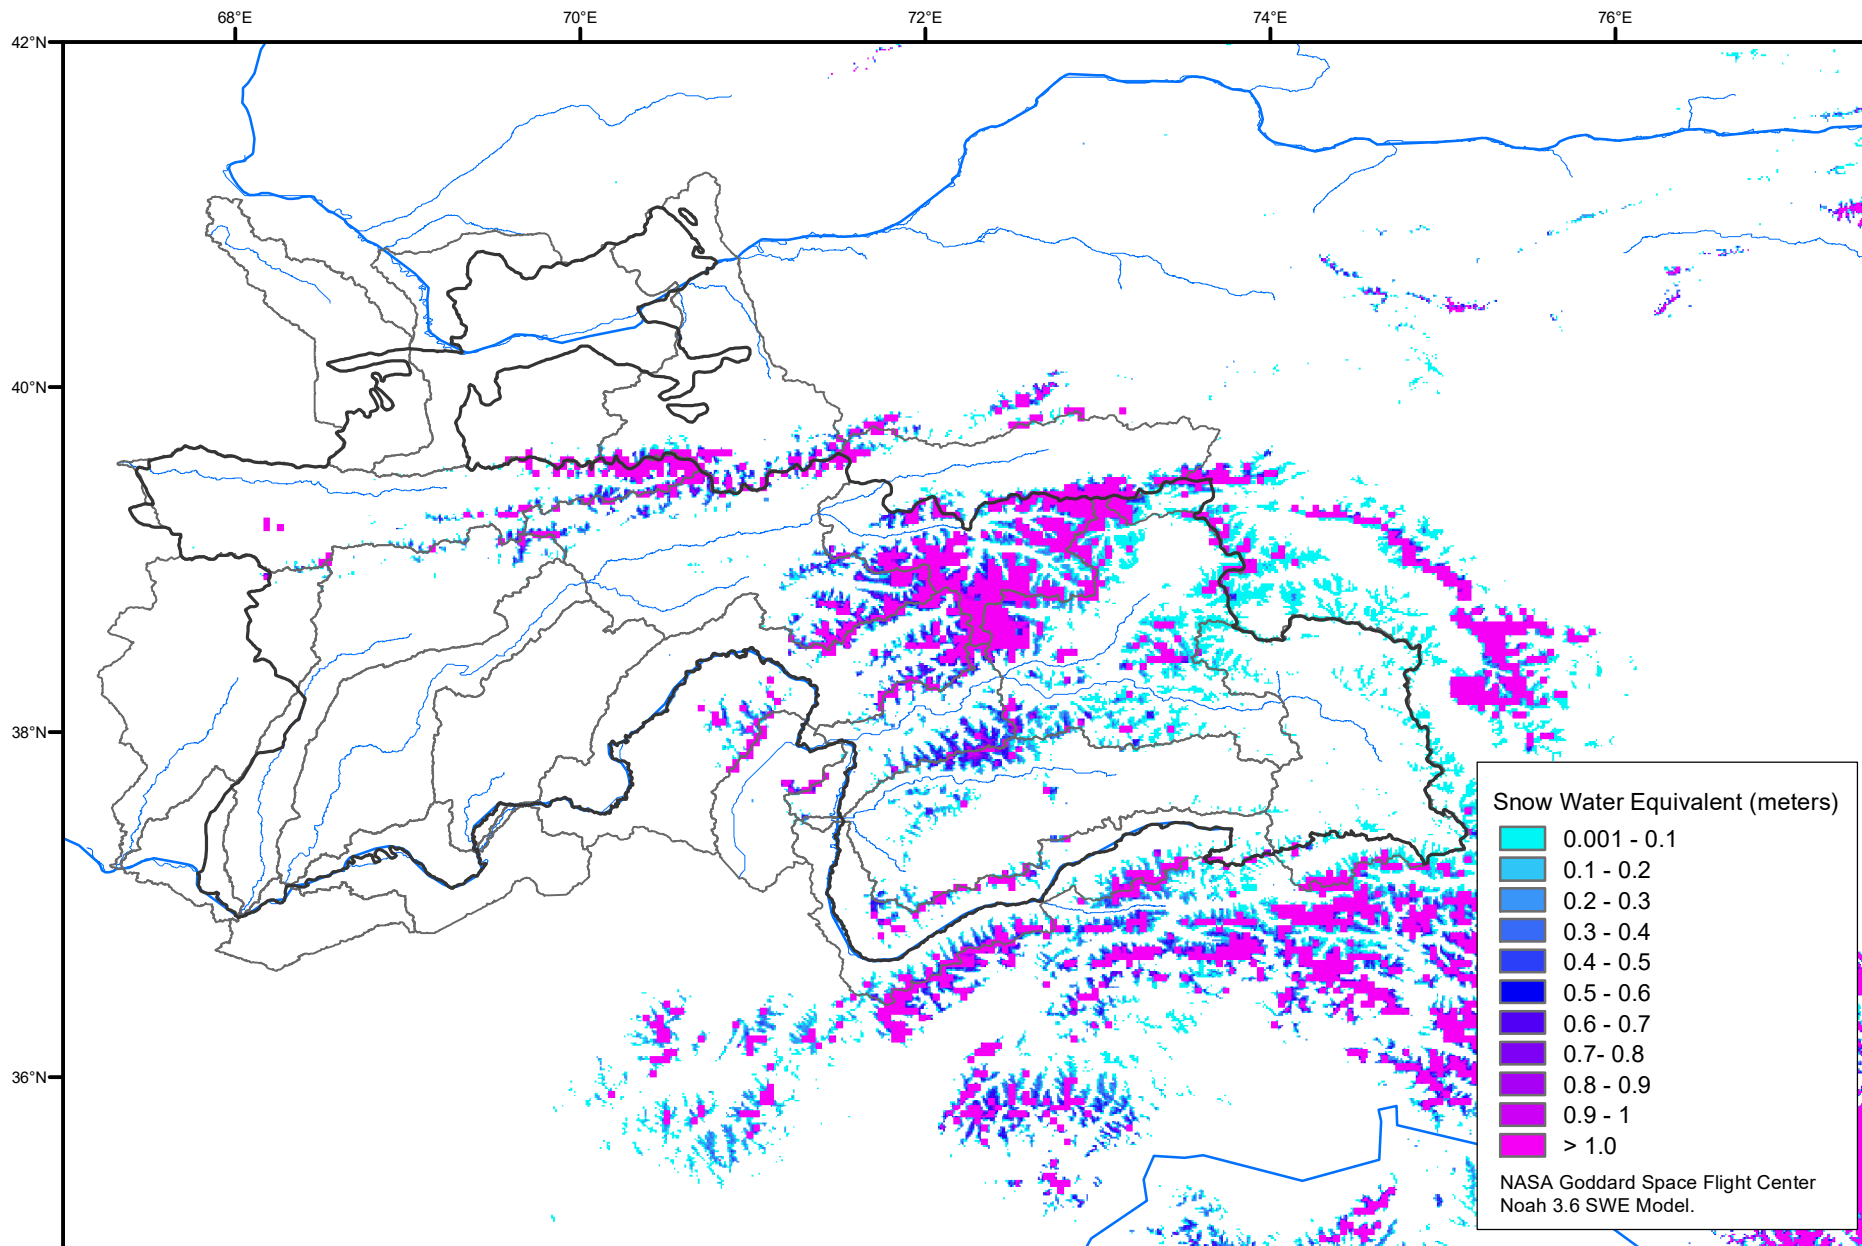 68°E 70°E 72°E 74°E 76°E
42°N
40°N
38°N
36°N
Snow Water Equivalent (meters)
0.001 - 0.1
0.1 - 0.2
0.2 - 0.3
0.3 - 0.4
0.4 - 0.5
0.5 - 0.6
0.6 - 0.7
0.7- 0.8
0.8 - 0.9
0.9 - 1
> 1.0
NASA Goddard Space Flight Center
Noah 3.6 SWE Model.